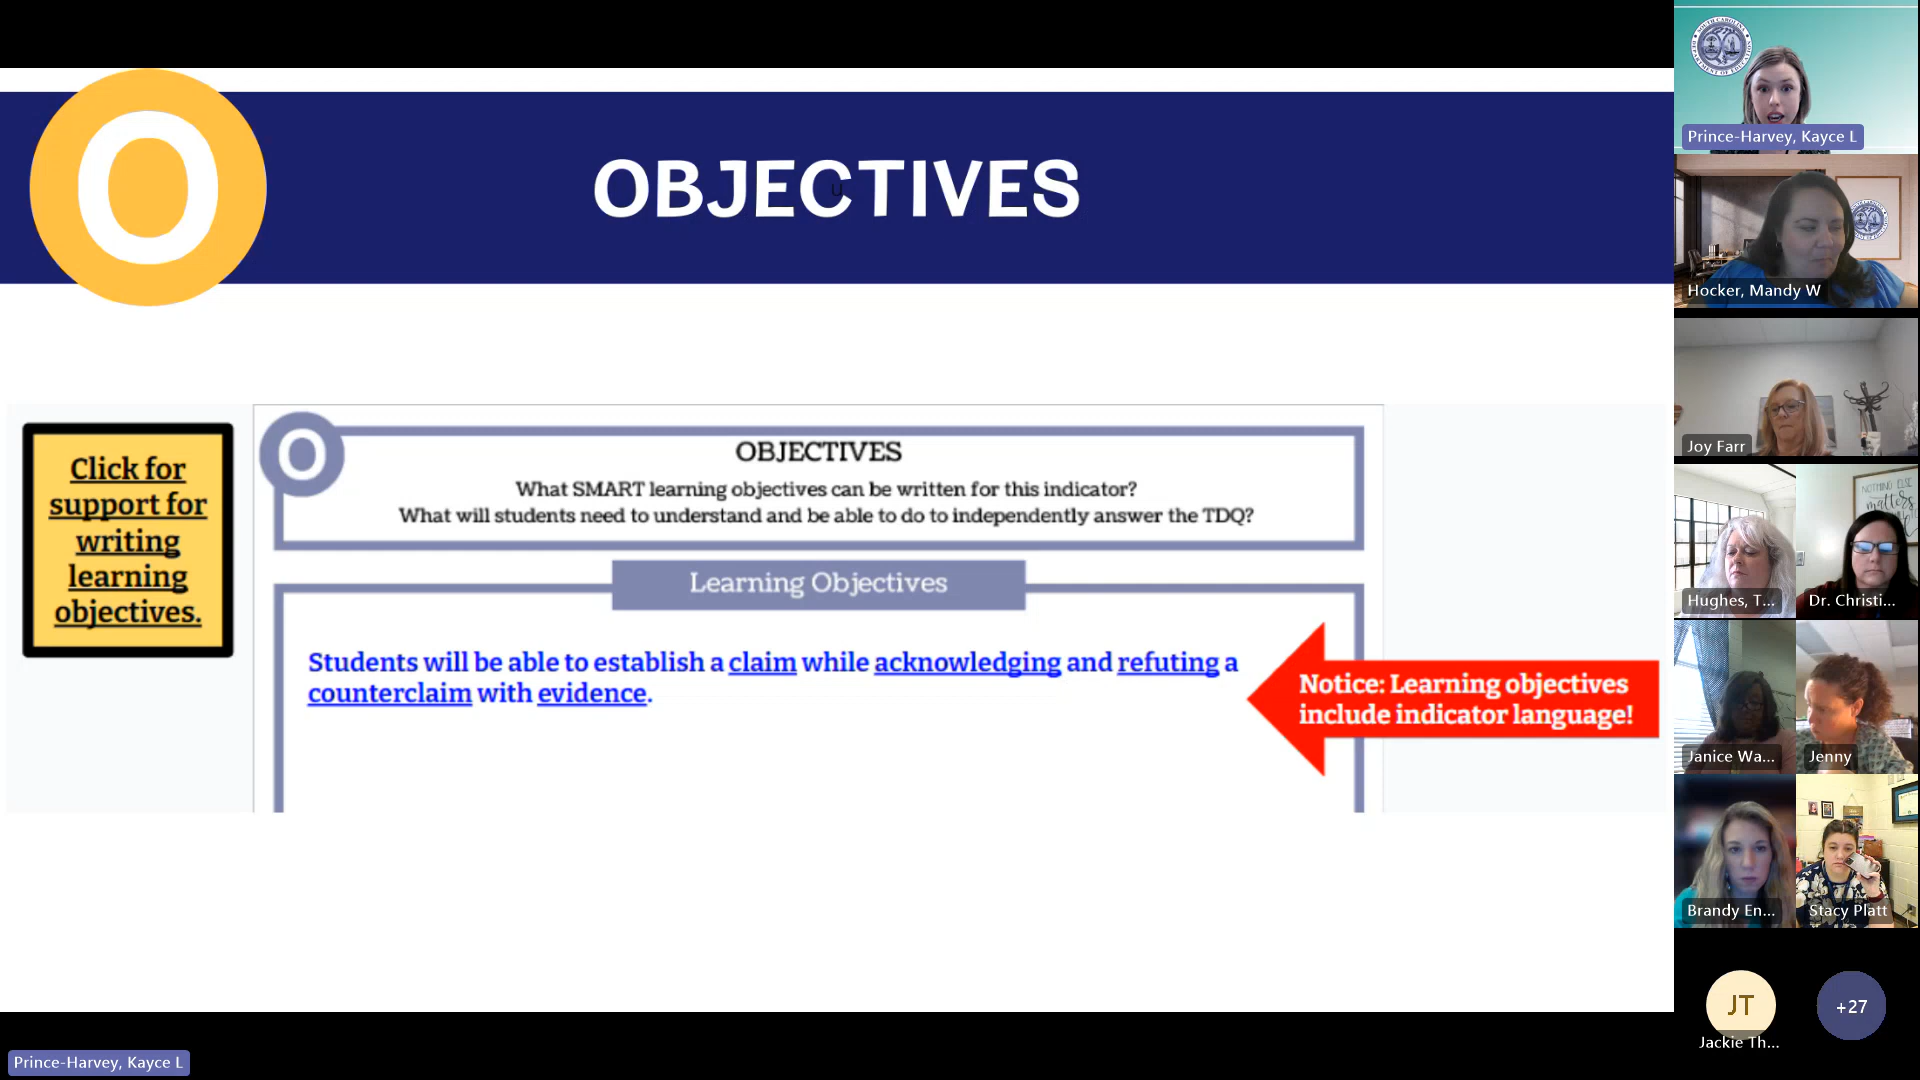 O
OBJECTIVES
Click for
support for
writing
learning
objectives.
O
OBJECTIVES
What SMART learning objectives can be written for this indicator?
What will students need to understand and be able to do to independently answer the TDQ?
Learning Objectives
Students will be able to establish a claim while acknowledging and refuting a
counterclaim with evidence.
Notice: Learning objectives
include indicator language!
Prince-Harvey, Kayce L
Prince-Harvey, Kayce L
Hocker, Mandy W
Joy Farr
NOTHING ELSE
matters
Hughes, T...
Dr. Christi...
Janice Wa...
Jenny
Brandy En...
Stacy Platt
JT
+27
Jackie Th...